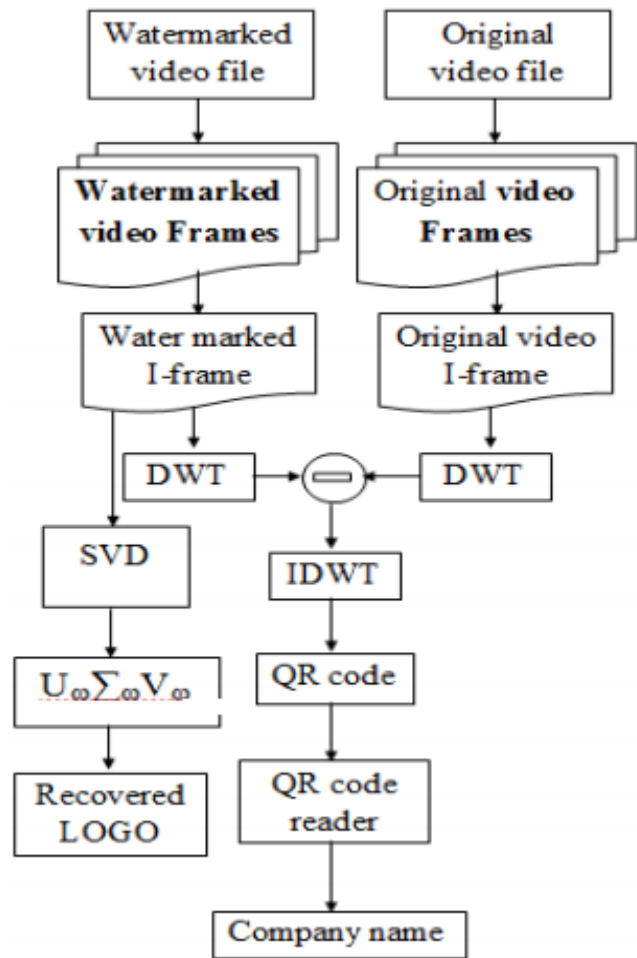 Watermarked
video file
Original
video file
Watermarked
video Frames
Original video
Frames
Water marked
I-frame
Original video
I-frame
DWT
DWT
SVD
IDWT
UωΣωVω
QR code
Recovered
LOGO
QR code
reader
Company name